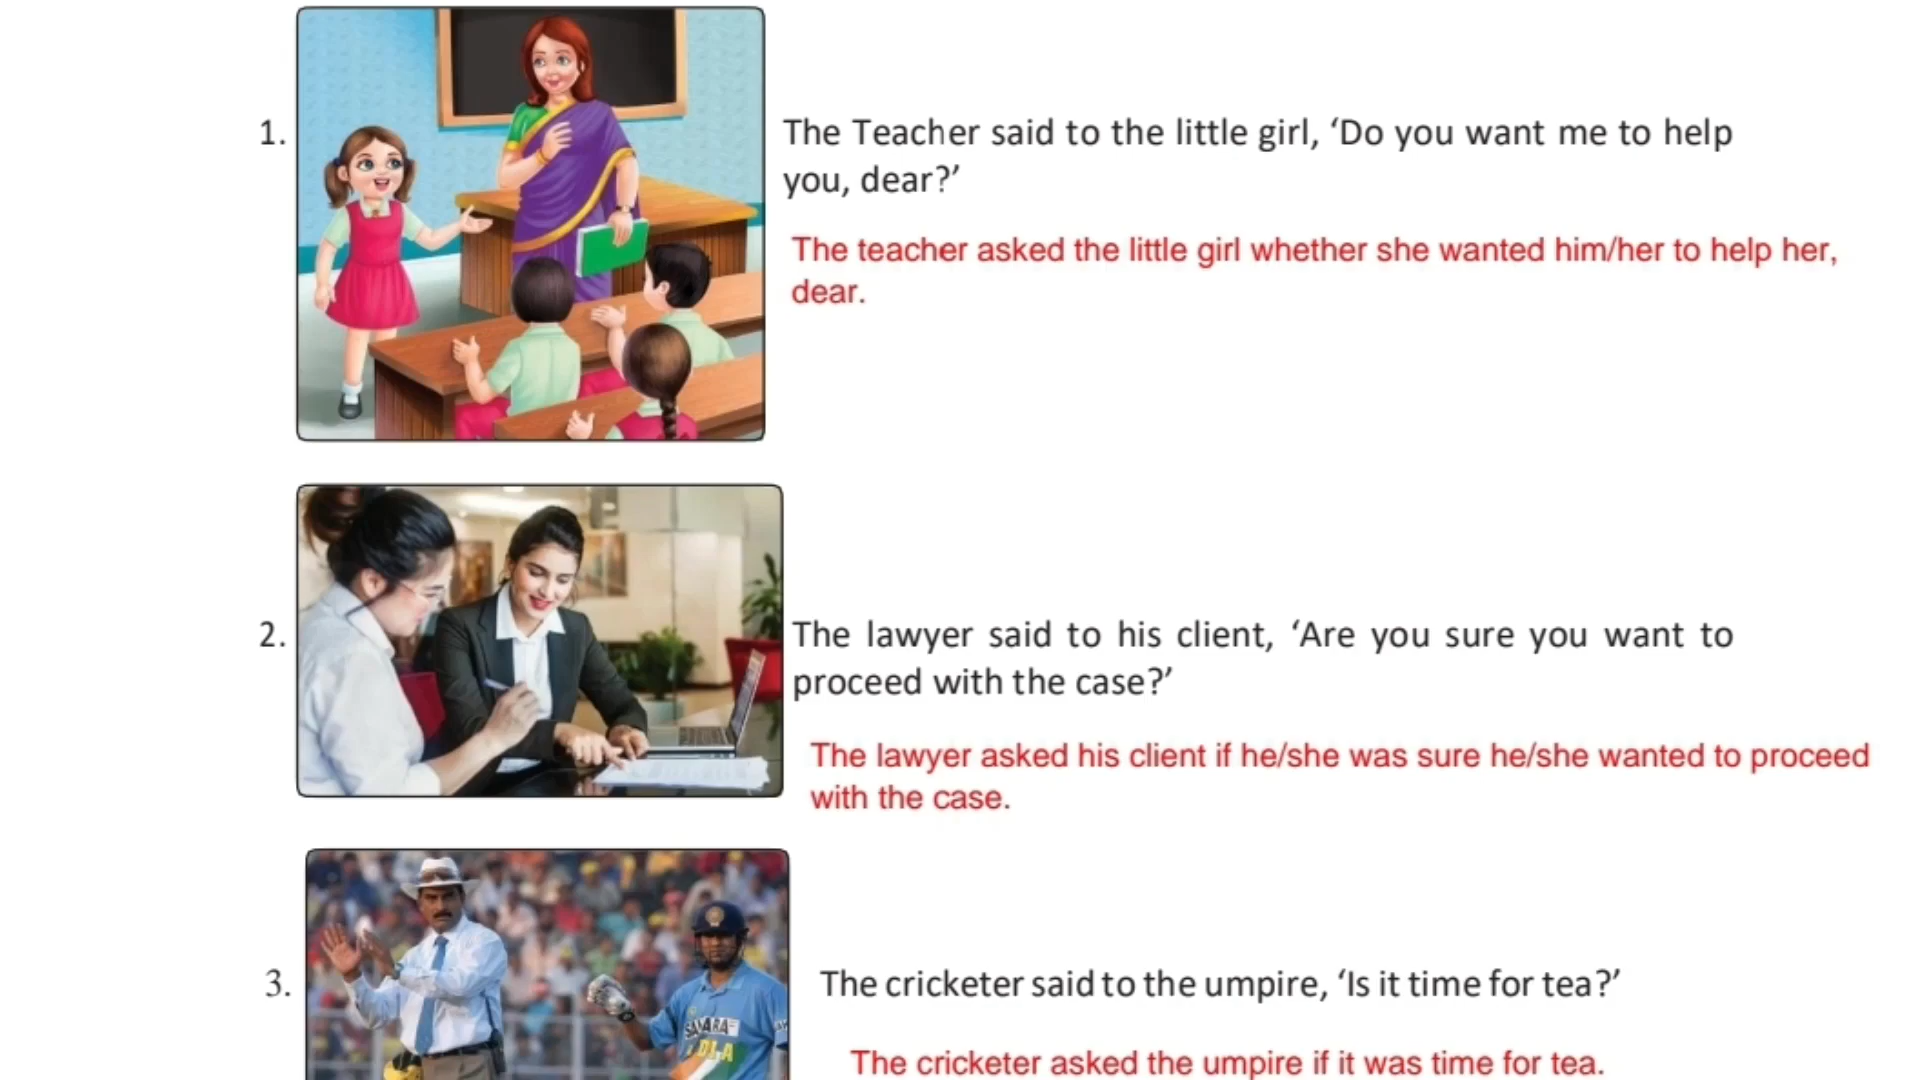 1.
The Teacher said to the little girl, ‘Do you want me to help
you, dear?’
The teacher asked the little girl whether she wanted him/her to help her,
dear.
2.
The lawyer said to his client, ‘Are you sure you want to
proceed with the case?’
The lawyer asked his client if he/she was sure he/she wanted to proceed
with the case.
3.
The cricketer said to the umpire, ‘Is it time for tea?’
SAHARA
The cricketer asked the umpire if it was time for tea.